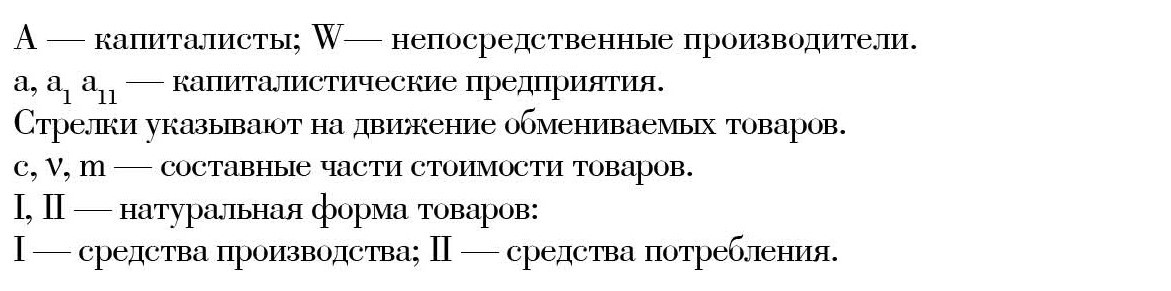 A — капиталисты; W— непосредственные производители.
a, a₁ a₁₁ — капиталистические предприятия.
Стрелки указывают на движение обмениваемых товаров.
c, v, m — составные части стоимости товаров.
I, II — натуральная форма товаров:
I — средства производства; II — средства потребления.